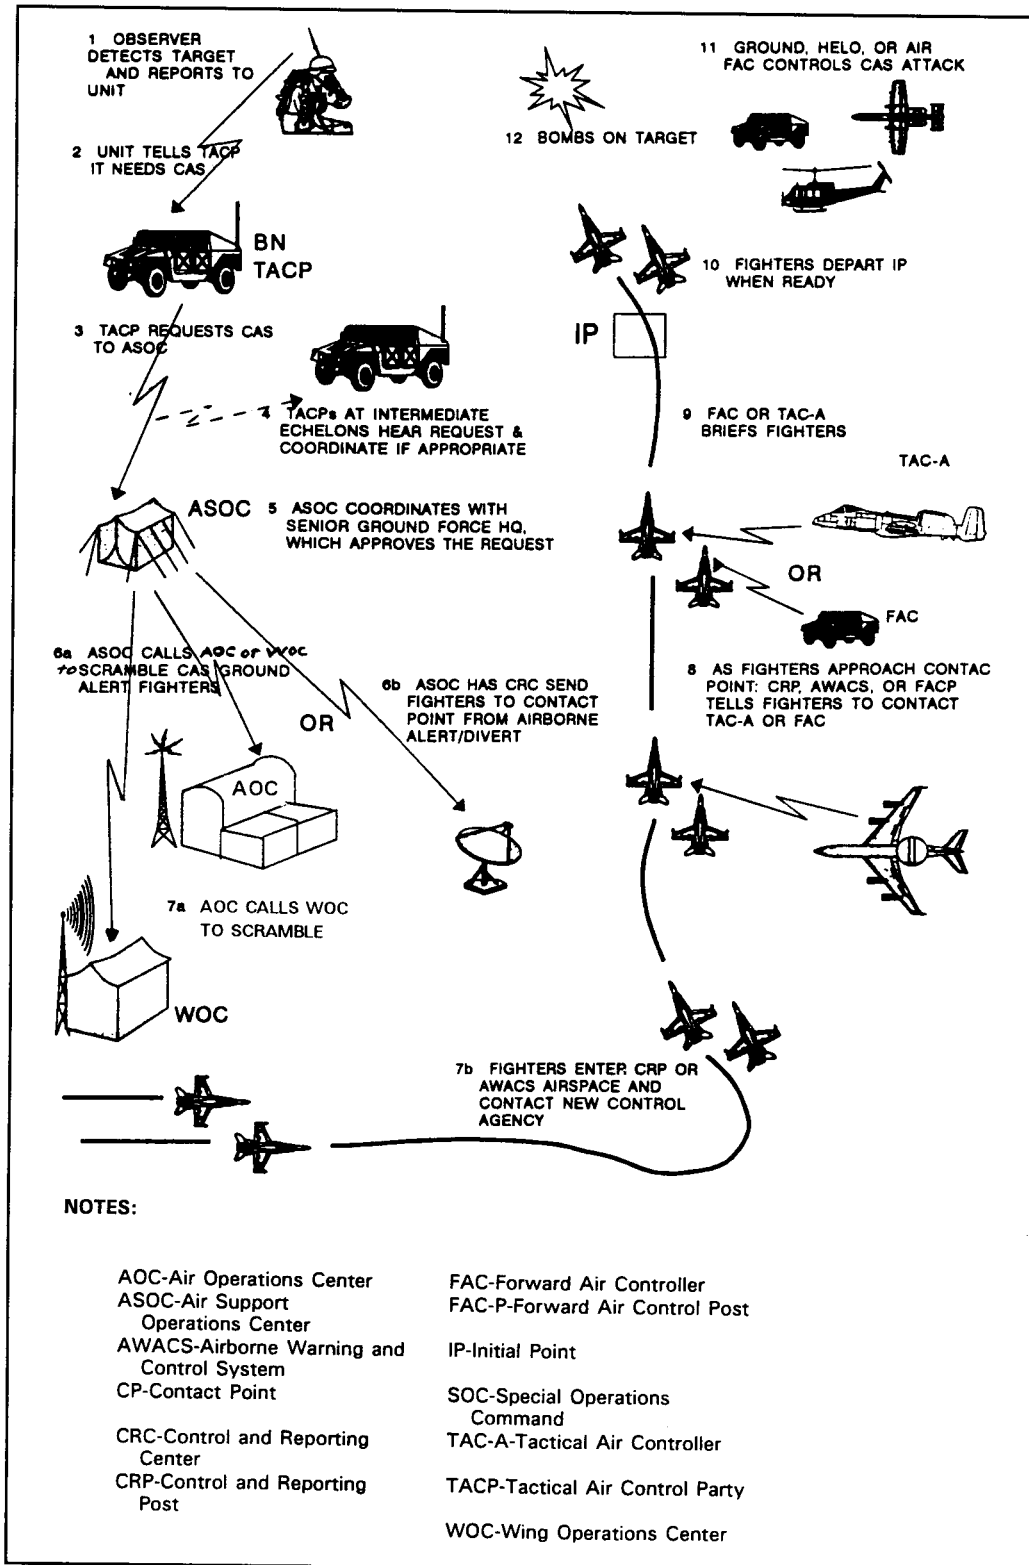 1 OBSERVER
DETECTS TARGET
AND REPORTS TO
UNIT
2 UNIT TELLS TACP
IT NEEDS CAS
BN
TACP
3 TACP REQUESTS CAS
TO ASOC
4 TACPs AT INTERMEDIATE
ECHELONS HEAR REQUEST &
COORDINATE IF APPROPRIATE
ASOC
5 ASOC COORDINATES WITH
SENIOR GROUND FORCE HQ,
WHICH APPROVES THE REQUEST
6a ASOC CALLS AOC or WOC
to SCRAMBLE CAS GROUND
ALERT FIGHTERS
OR
6b ASOC HAS CRC SEND
FIGHTERS TO CONTACT
POINT FROM AIRBORNE
ALERT/DIVERT
AOC
7a AOC CALLS WOC
TO SCRAMBLE
WOC
7b FIGHTERS ENTER CRP OR
AWACS AIRSPACE AND
CONTACT NEW CONTROL
AGENCY
8 AS FIGHTERS APPROACH CONTAC
POINT: CRP, AWACS, OR FACP
TELLS FIGHTERS TO CONTACT
TAC-A OR FAC
FAC
OR
TAC-A
9 FAC OR TAC-A
BRIEFS FIGHTERS
IP
10 FIGHTERS DEPART IP
WHEN READY
11 GROUND, HELO, OR AIR
FAC CONTROLS CAS ATTACK
12 BOMBS ON TARGET
NOTES:
AOC-Air Operations Center
ASOC-Air Support
Operations Center
AWACS-Airborne Warning and
Control System
CP-Contact Point
CRC-Control and Reporting
Center
CRP-Control and Reporting
Post
FAC-Forward Air Controller
FAC-P-Forward Air Control Post
IP-Initial Point
SOC-Special Operations
Command
TAC-A-Tactical Air Controller
TACP-Tactical Air Control Party
WOC-Wing Operations Center